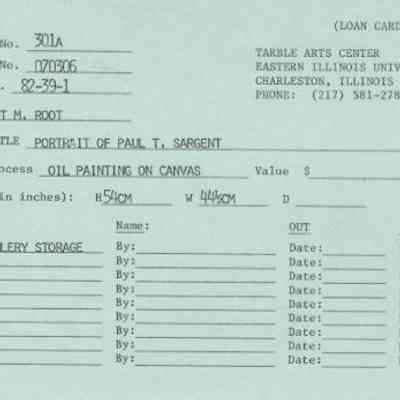 (LOAN CARD
No. 301A
TARBLE ARTS CENTER
No. 070306
EASTERN ILLINOIS UNIV
. 82-39-1
CHARLESTON, ILLINOIS
PHONE: (217) 581-278
T M. ROOT
TLE PORTRAIT OF PAUL T. SARGENT
ocess OIL PAINTING ON CANVAS Value $
in inches): H 54CM W 44½CM D
Name: OUT
LERY STORAGE By: Date:
By: Date:
By: Date:
By: Date:
By: Date:
By: Date:
By: Date:
By: Date:
By: Date: